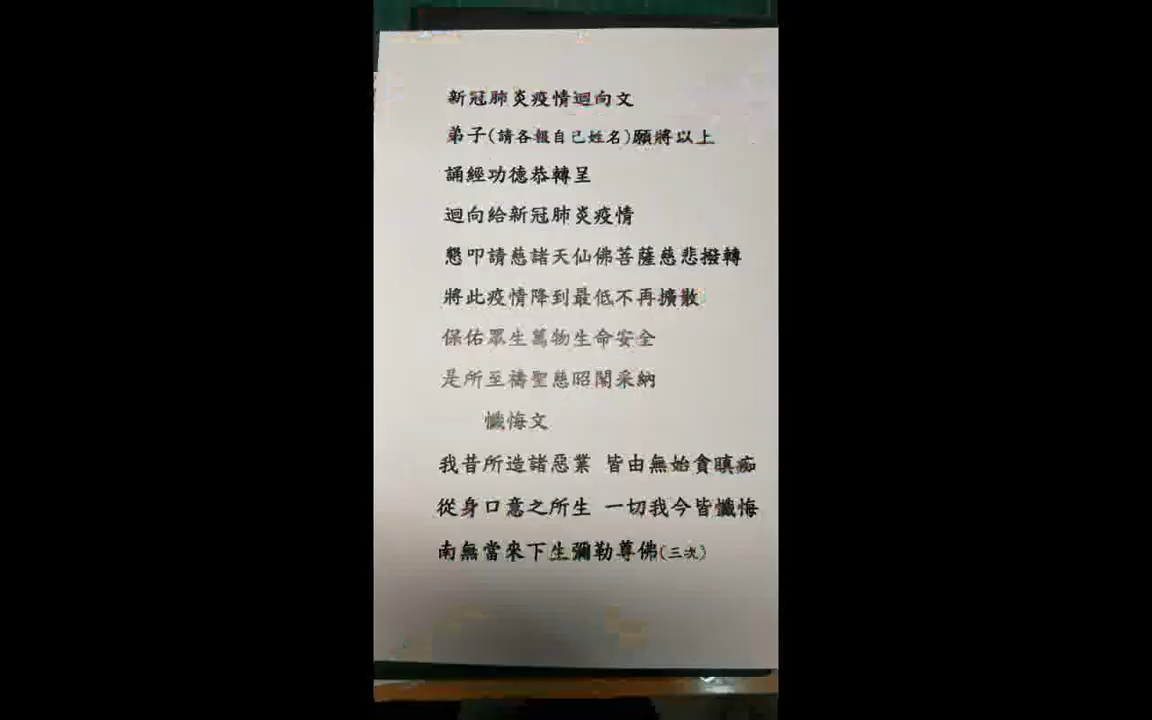 新冠肺炎疫情迴向文
弟子(請各報自己姓名)願將以上
誦經功德恭轉呈
迴向給新冠肺炎疫情
懇叩請慈諸天仙佛菩薩慈悲撥轉
將此疫情降到最低不再擴散
保佑眾生萬物生命安全
是所至禱聖慈昭閣采納
懺悔文
我昔所造諸惡業 皆由無始貪瞋痴
從身口意之所生 一切我今皆懺悔
南無當來下生彌勒尊佛(三次)